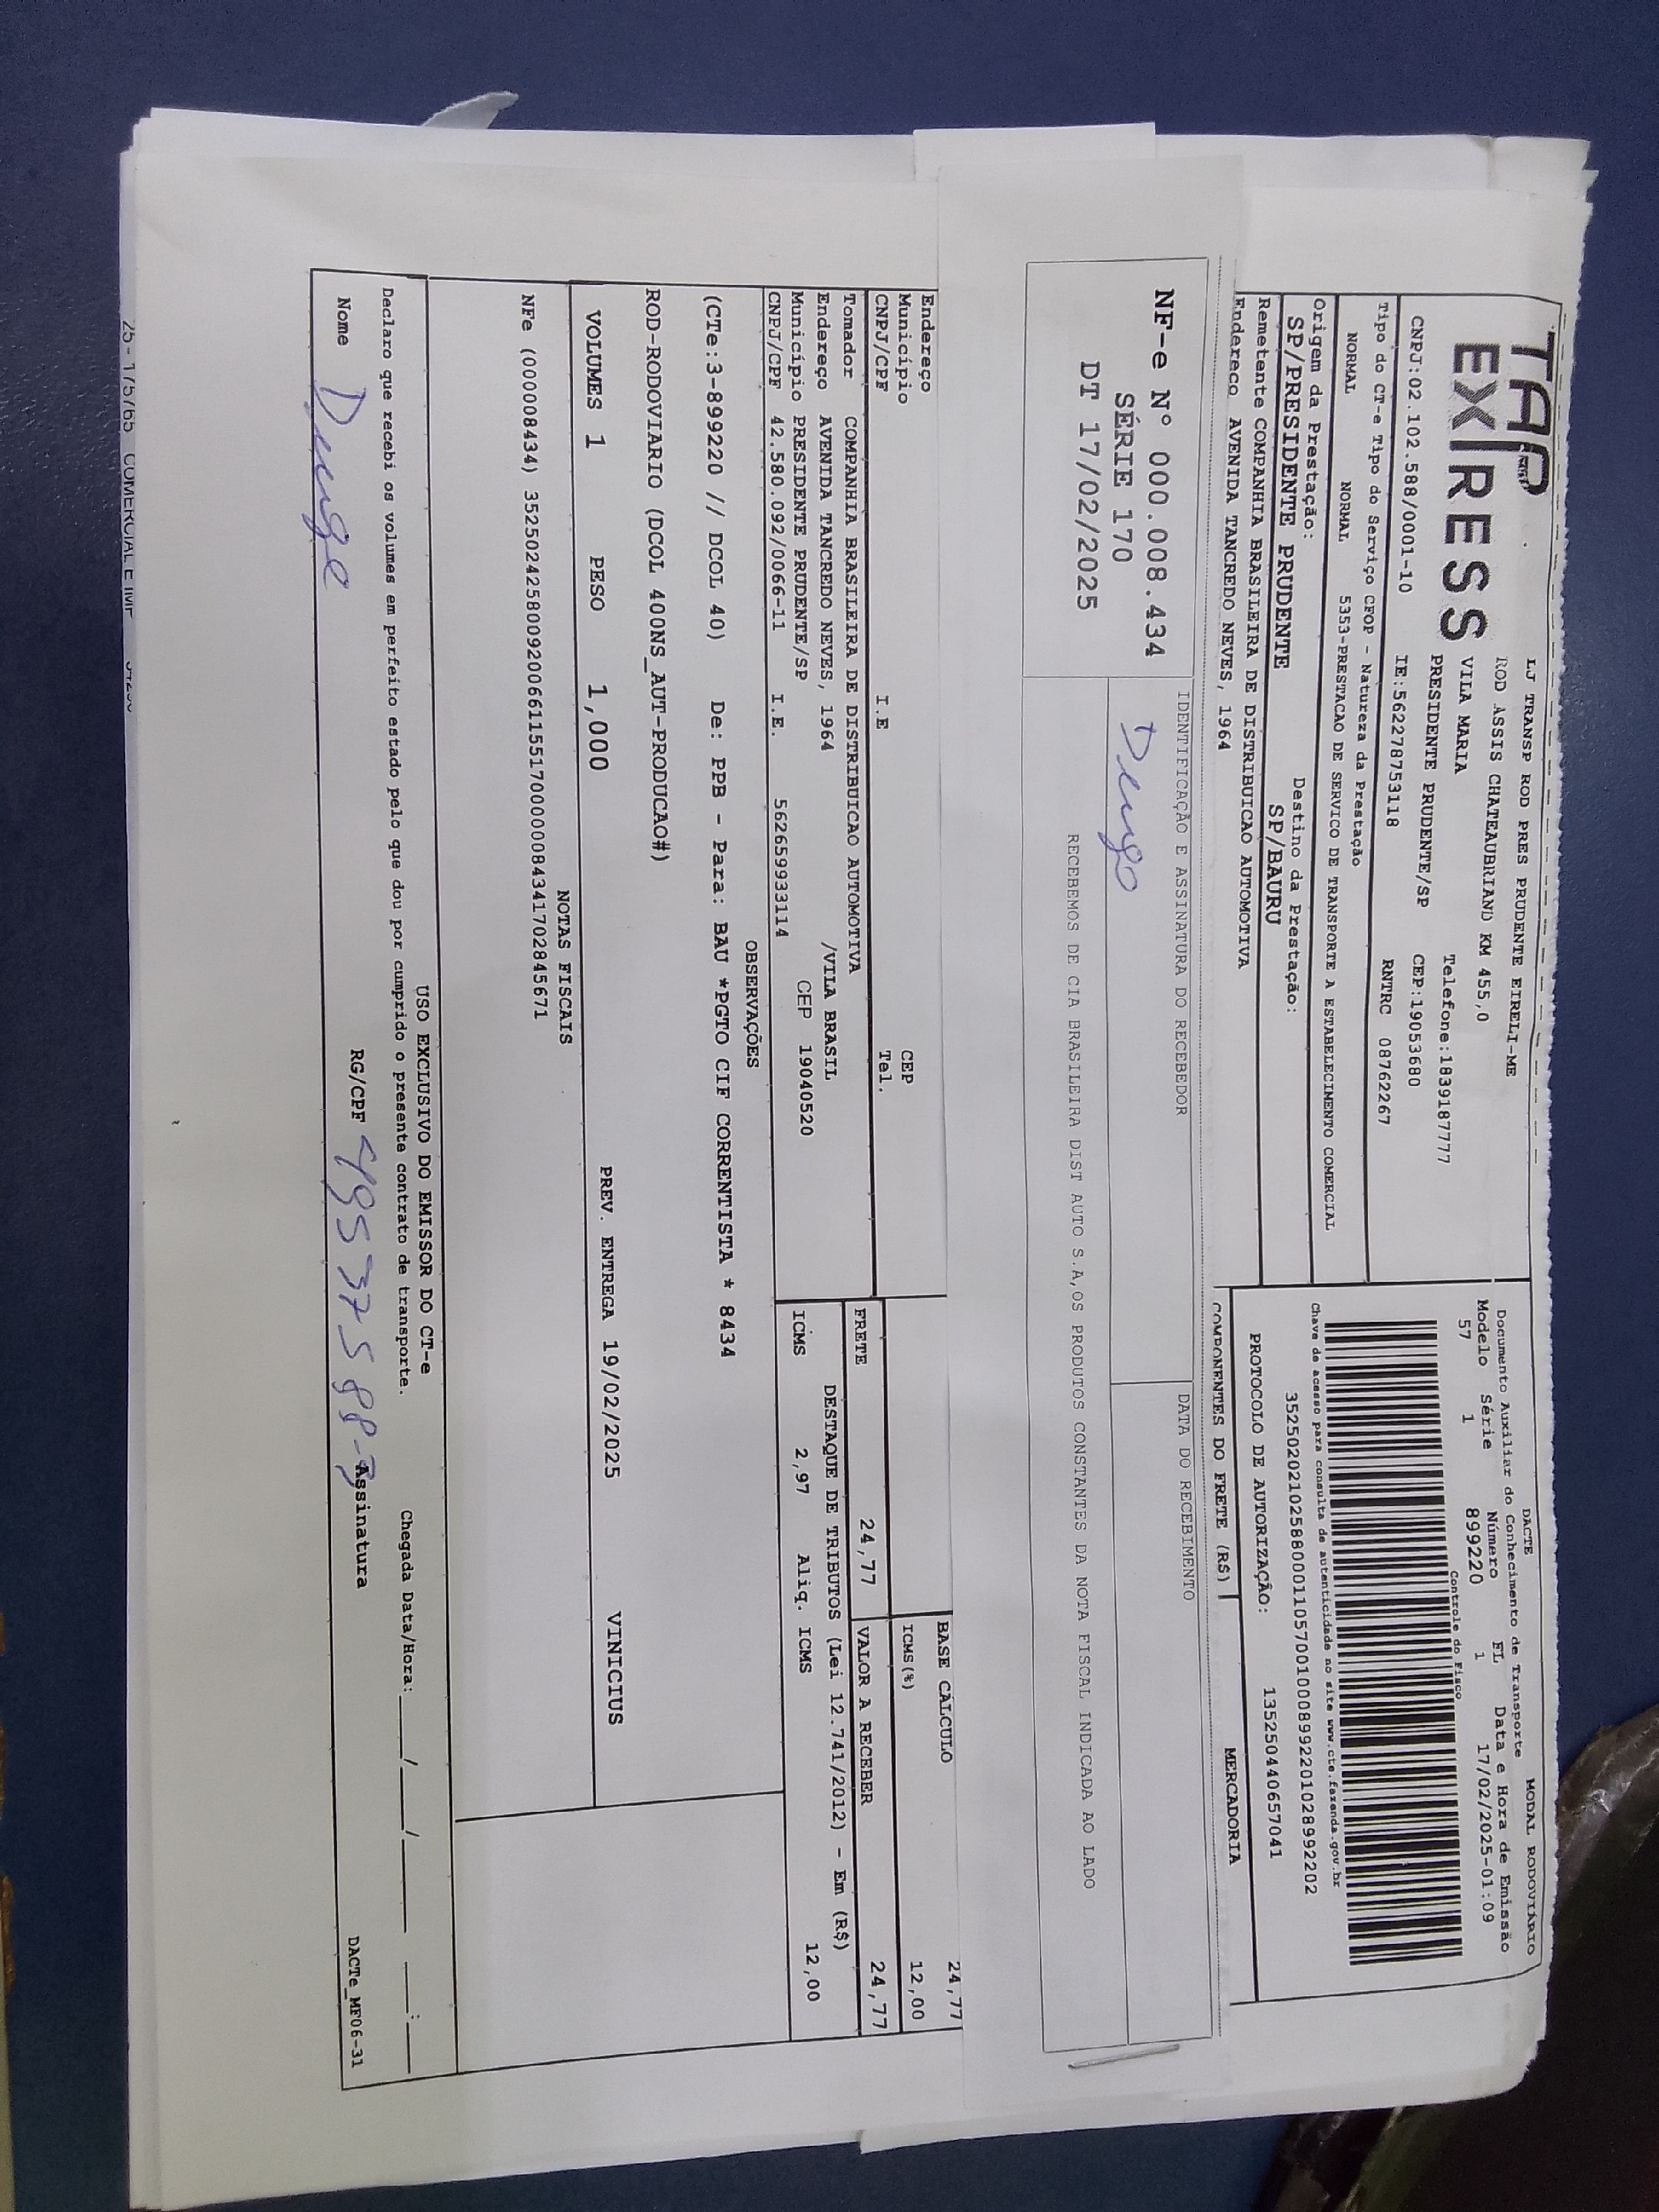 TAP EXPRESS
LJ TRANSP ROD PRES PRUDENTE EIRELI-ME
ROD ASSIS CHATEAUBRIAND KM 455,0
VILA MARIA Telefone:1839187777
PRESIDENTE PRUDENTE/SP CEP:19053680
CNPJ:02.102.588/0001-10 IE:562278753118 RNTRC 08762267
Tipo do CT-e Tipo do Serviço CFOP - Natureza da Prestação
NORMAL NORMAL 5353-PRESTACAO DE SERVICO DE TRANSPORTE A ESTABELECIMENTO COMERCIAL
Origem da Prestação: Destino da Prestação:
SP/PRESIDENTE PRUDENTE SP/BAURU
Remetente COMPANHIA BRASILEIRA DE DISTRIBUICAO AUTOMOTIVA
Endereco AVENIDA TANCREDO NEVES, 1964
DACTE MODAL RODOVIÁRIO
Documento Auxiliar do Conhecimento de Transporte
Modelo Série Número FL Data e Hora de Emissão
57 1 899220 1 17/02/2025-01:09
Controle do Fisco
Chave de acesso para consulta de autenticidade no site www.cte.fazenda.gov.br
35250202102588000110570010008992201028992202
PROTOCOLO DE AUTORIZAÇÃO: 135250440657041
COMPONENTES DO FRETE (R$) MERCADORIA
NF-e Nº 000.008.434
SÉRIE 170
DT 17/02/2025
IDENTIFICAÇÃO E ASSINATURA DO RECEBEDOR
DATA DO RECEBIMENTO
RECEBEMOS DE CIA BRASILEIRA DIST AUTO S.A,OS PRODUTOS CONSTANTES DA NOTA FISCAL INDICADA AO LADO
Endereço
Município CEP
CNPJ/CPF I.E Tel.
Tomador COMPANHIA BRASILEIRA DE DISTRIBUICAO AUTOMOTIVA
Endereço AVENIDA TANCREDO NEVES, 1964 /VILA BRASIL
Município PRESIDENTE PRUDENTE/SP CEP 19040520
CNPJ/CPF 42.580.092/0066-11 I.E. 562659933114
BASE CÁLCULO 24,77
ICMS(%) 12,00
FRETE 24,77 VALOR A RECEBER 24,77
DESTAQUE DE TRIBUTOS (Lei 12.741/2012) - Em (R$)
ICMS 2,97 Aliq. ICMS 12,00
OBSERVAÇÕES
(CTe:3-899220 // DCOL 40) De: PPB - Para: BAU *PGTO CIF CORRENTISTA * 8434
ROD-RODOVIARIO (DCOL 400NS_AUT-PRODUCAO#)
VOLUMES 1 PESO 1,000 PREV. ENTREGA 19/02/2025 VINICIUS
NOTAS FISCAIS
NFe (000008434) 35250242580092006611551700000084341702845671
USO EXCLUSIVO DO EMISSOR DO CT-e
Declaro que recebi os volumes em perfeito estado pelo que dou por cumprido o presente contrato de transporte. Chegada Data/Hora:____/____/____ ___:___
Nome RG/CPF Assinatura
DACTe_MF06-31